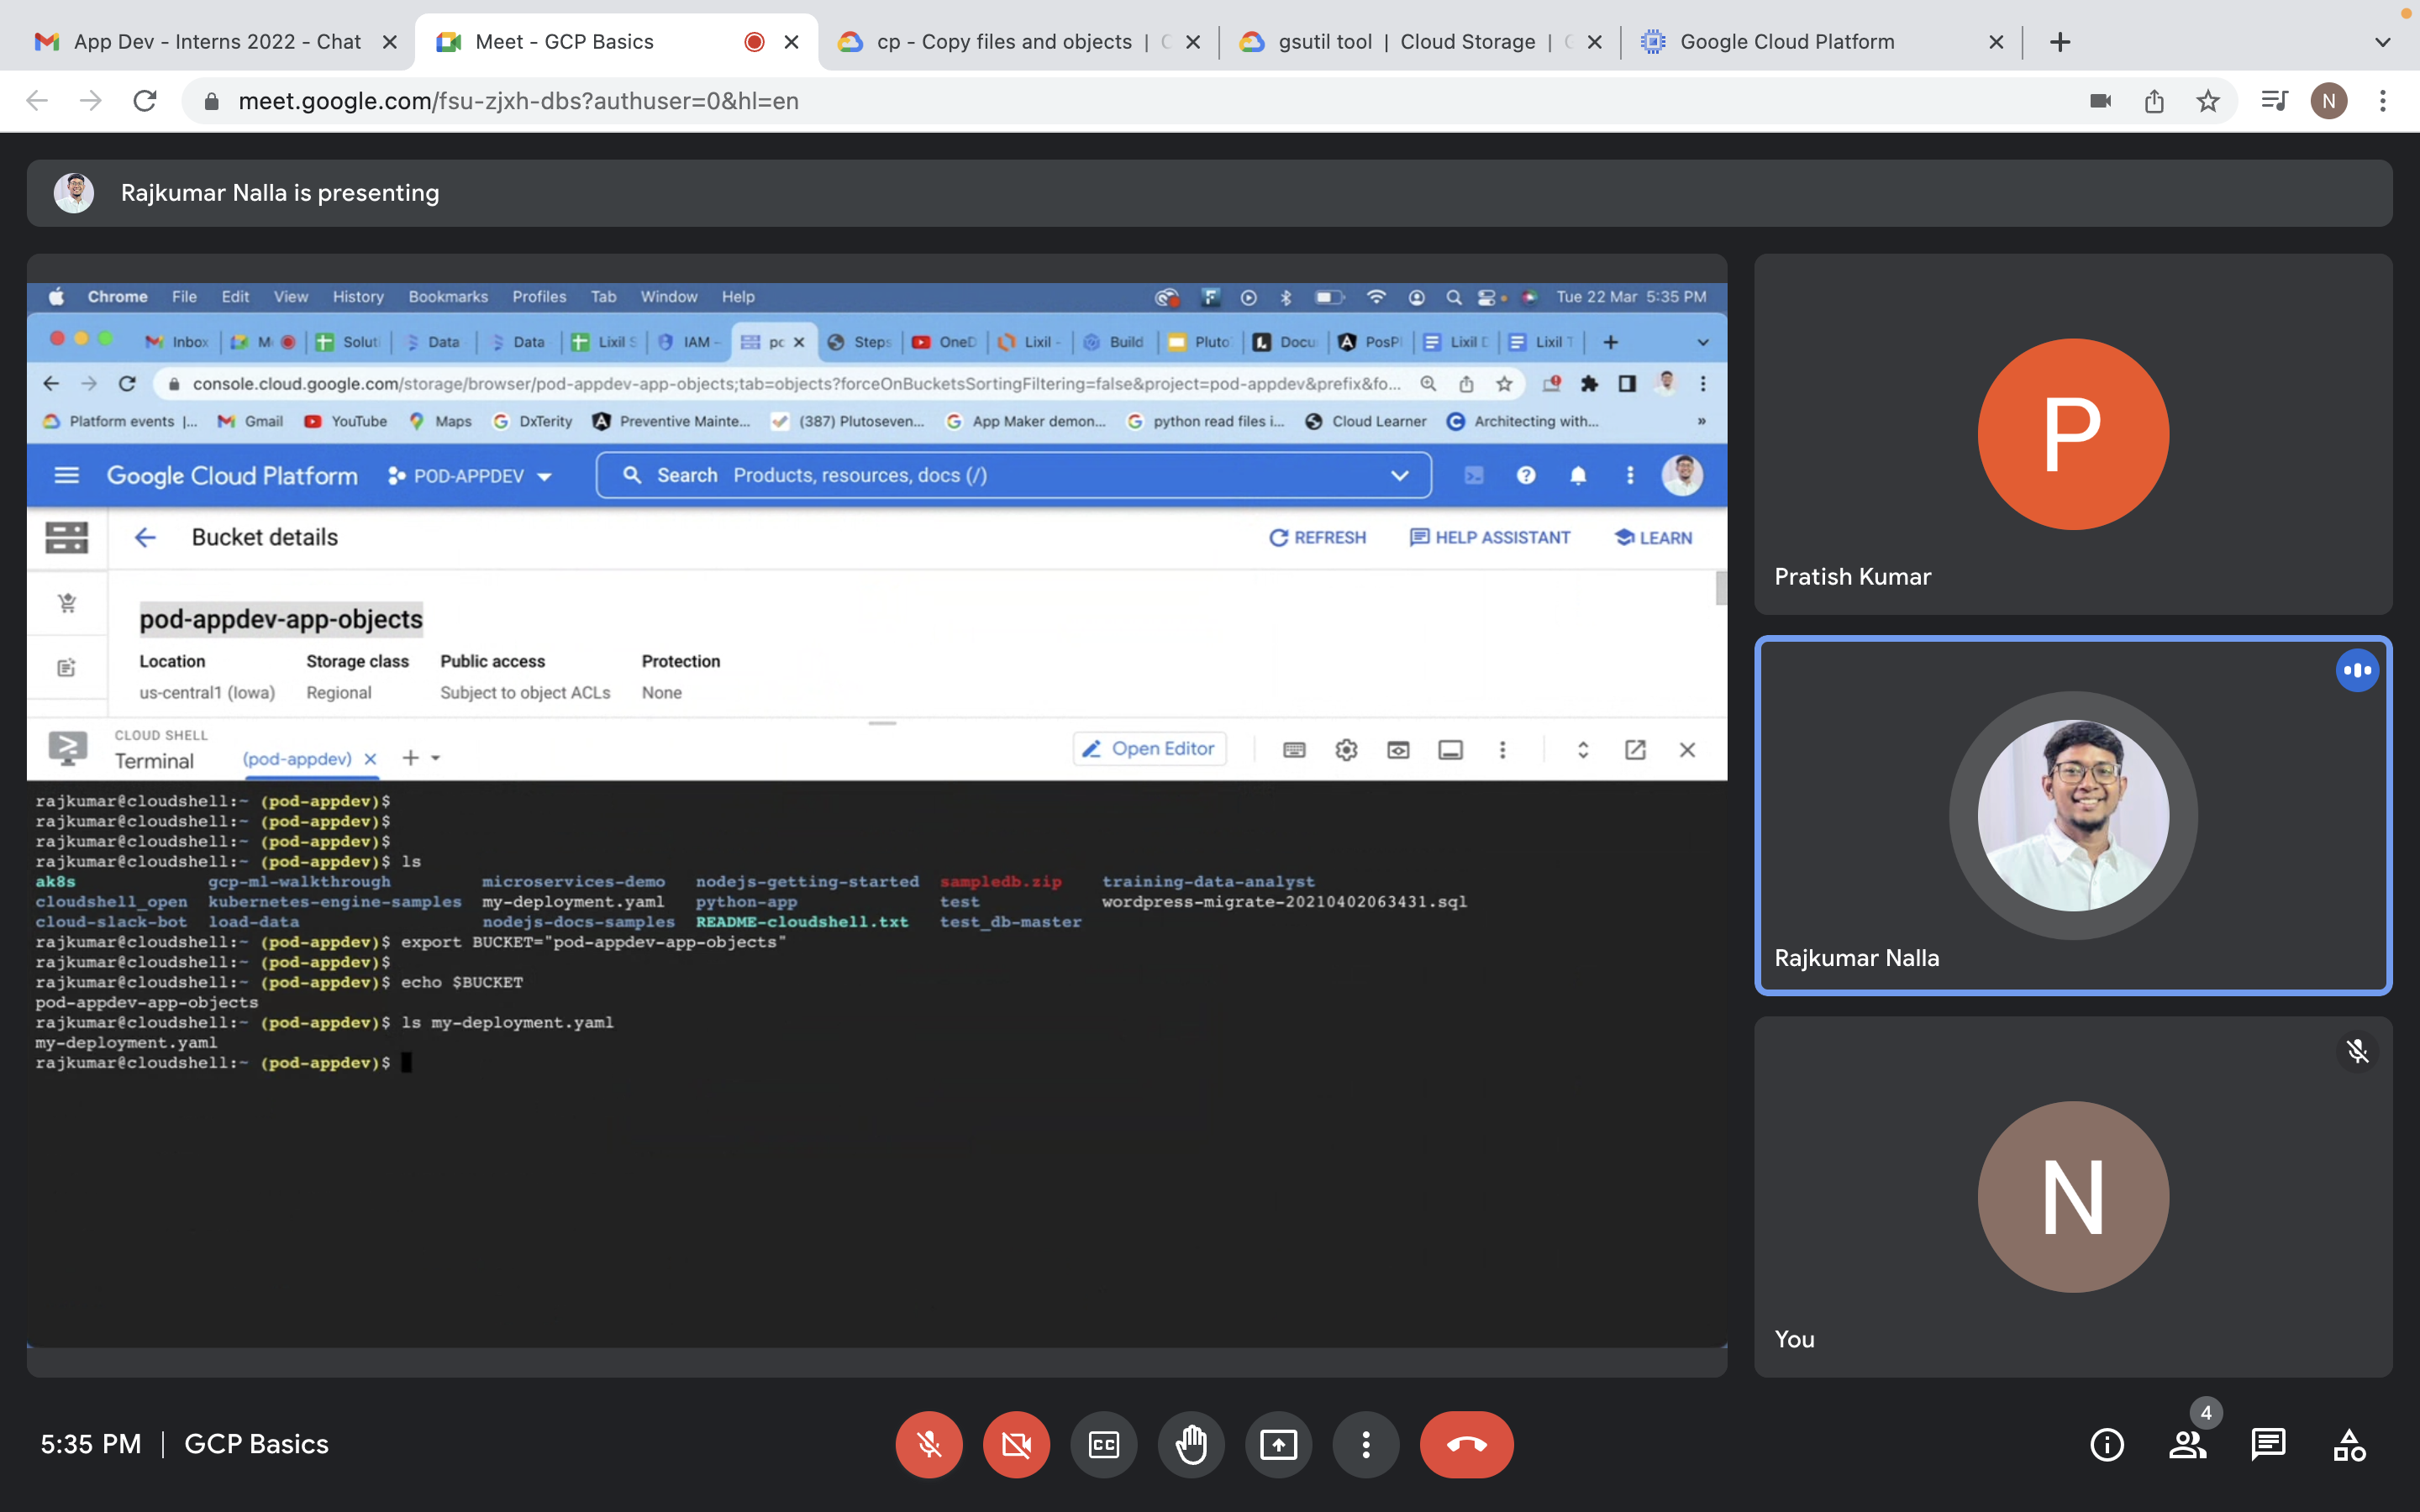 App Dev - Interns 2022 - Chat
Meet - GCP Basics
cp - Copy files and objects |
gsutil tool | Cloud Storage |
Google Cloud Platform
meet.google.com/fsu-zjxh-dbs?authuser=0&hl=en
N
Rajkumar Nalla is presenting
Chrome File Edit View History Bookmarks Profiles Tab Window Help
Tue 22 Mar 5:35 PM
Inbox
Soluti
Data
Data
Lixil S
IAM -
pc
Steps
OneD
Lixil -
Build
Pluto
Docu
PosP
Lixil
Lixil T
console.cloud.google.com/storage/browser/pod-appdev-app-objects;tab=objects?forceOnBucketsSortingFiltering=false&project=pod-appdev&prefix&fo...
Platform events |...
Gmail
YouTube
Maps
DxTerity
Preventive Mainte...
(387) Plutoseven...
App Maker demon...
python read files i...
Cloud Learner
Architecting with...
»
Google Cloud Platform
POD-APPDEV
Search Products, resources, docs (/)
Bucket details
REFRESH
HELP ASSISTANT
LEARN
pod-appdev-app-objects
Location Storage class Public access Protection
us-central1 (Iowa) Regional Subject to object ACLs None
CLOUD SHELL
Terminal
(pod-appdev)
Open Editor
rajkumar@cloudshell:~ (pod-appdev)$
rajkumar@cloudshell:~ (pod-appdev)$
rajkumar@cloudshell:~ (pod-appdev)$
rajkumar@cloudshell:~ (pod-appdev)$ ls
ak8s gcp-ml-walkthrough microservices-demo nodejs-getting-started sampledb.zip training-data-analyst
cloudshell_open kubernetes-engine-samples my-deployment.yaml python-app test wordpress-migrate-20210402063431.sql
cloud-slack-bot load-data nodejs-docs-samples README-cloudshell.txt test_db-master
rajkumar@cloudshell:~ (pod-appdev)$ export BUCKET="pod-appdev-app-objects"
rajkumar@cloudshell:~ (pod-appdev)$
rajkumar@cloudshell:~ (pod-appdev)$ echo $BUCKET
pod-appdev-app-objects
rajkumar@cloudshell:~ (pod-appdev)$ ls my-deployment.yaml
my-deployment.yaml
rajkumar@cloudshell:~ (pod-appdev)$
P
Pratish Kumar
Rajkumar Nalla
N
You
5:35 PM | GCP Basics
CC
4